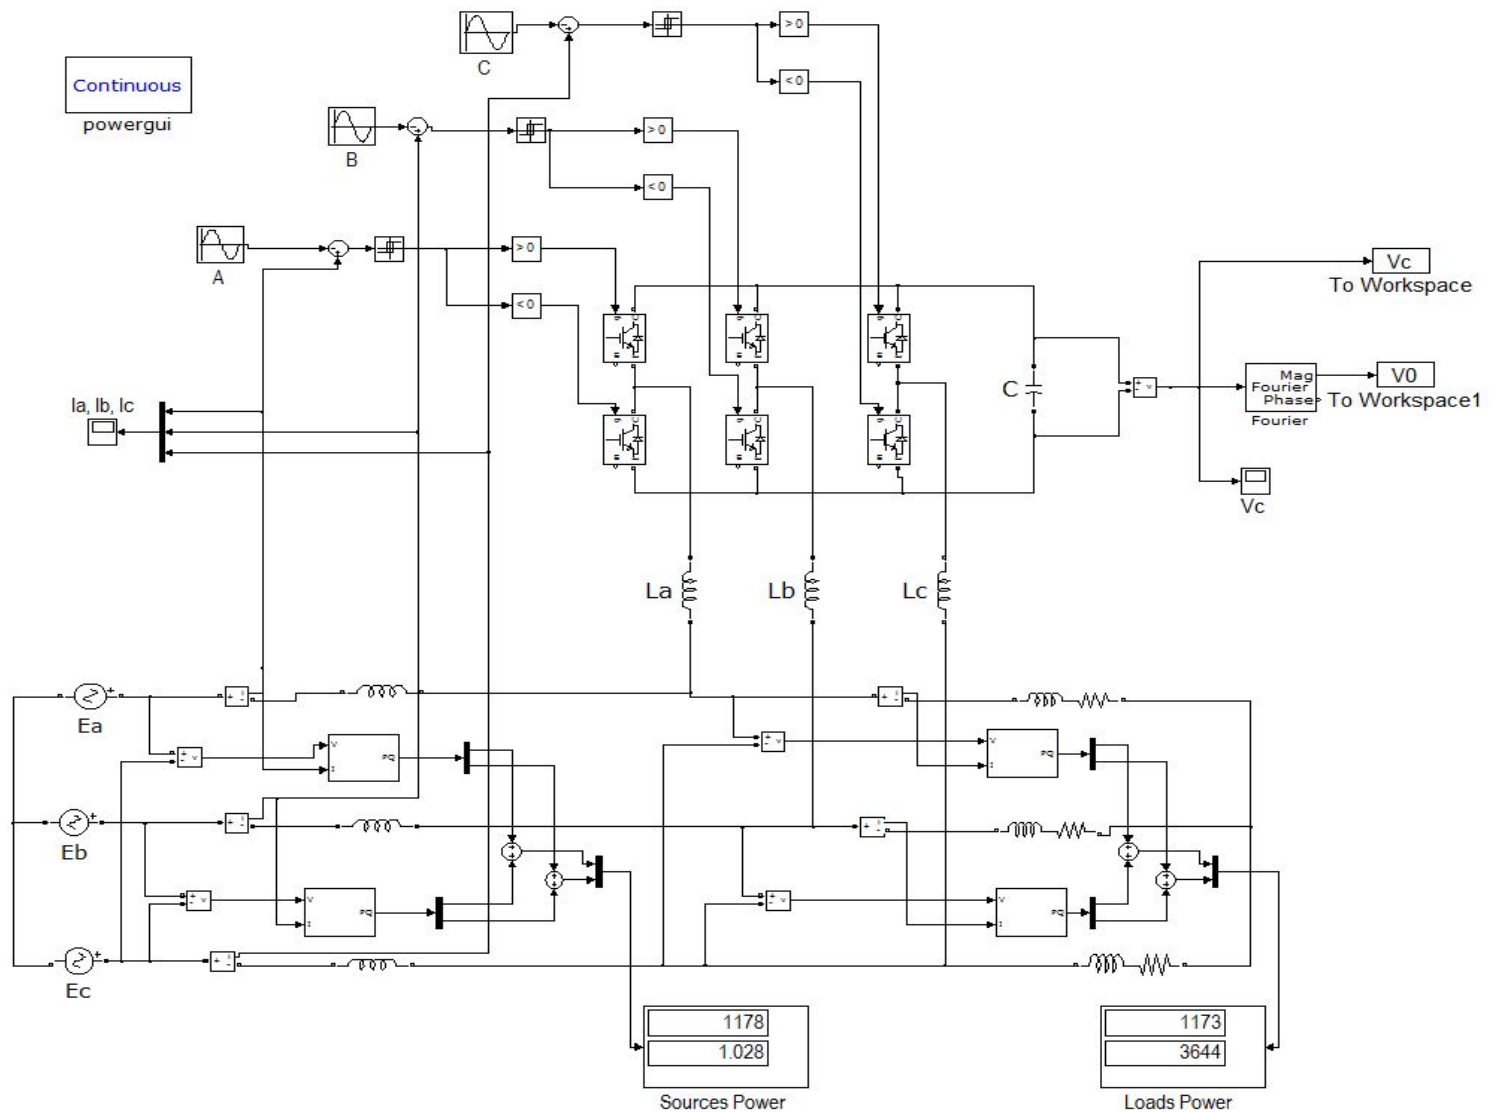 C
> 0
< 0
Continuous
powergui
B
> 0
< 0
A
> 0
< 0
Vc
To Workspace
Mag
Fourier
Phase
Fourier
V0
To Workspace1
C
v
Vc
Ia, Ib, Ic
La
Lb
Lc
Ea
V
I
PQ
V
I
PQ
Eb
V
I
PQ
V
I
PQ
Ec
1178
1.028
Sources Power
1173
3644
Loads Power